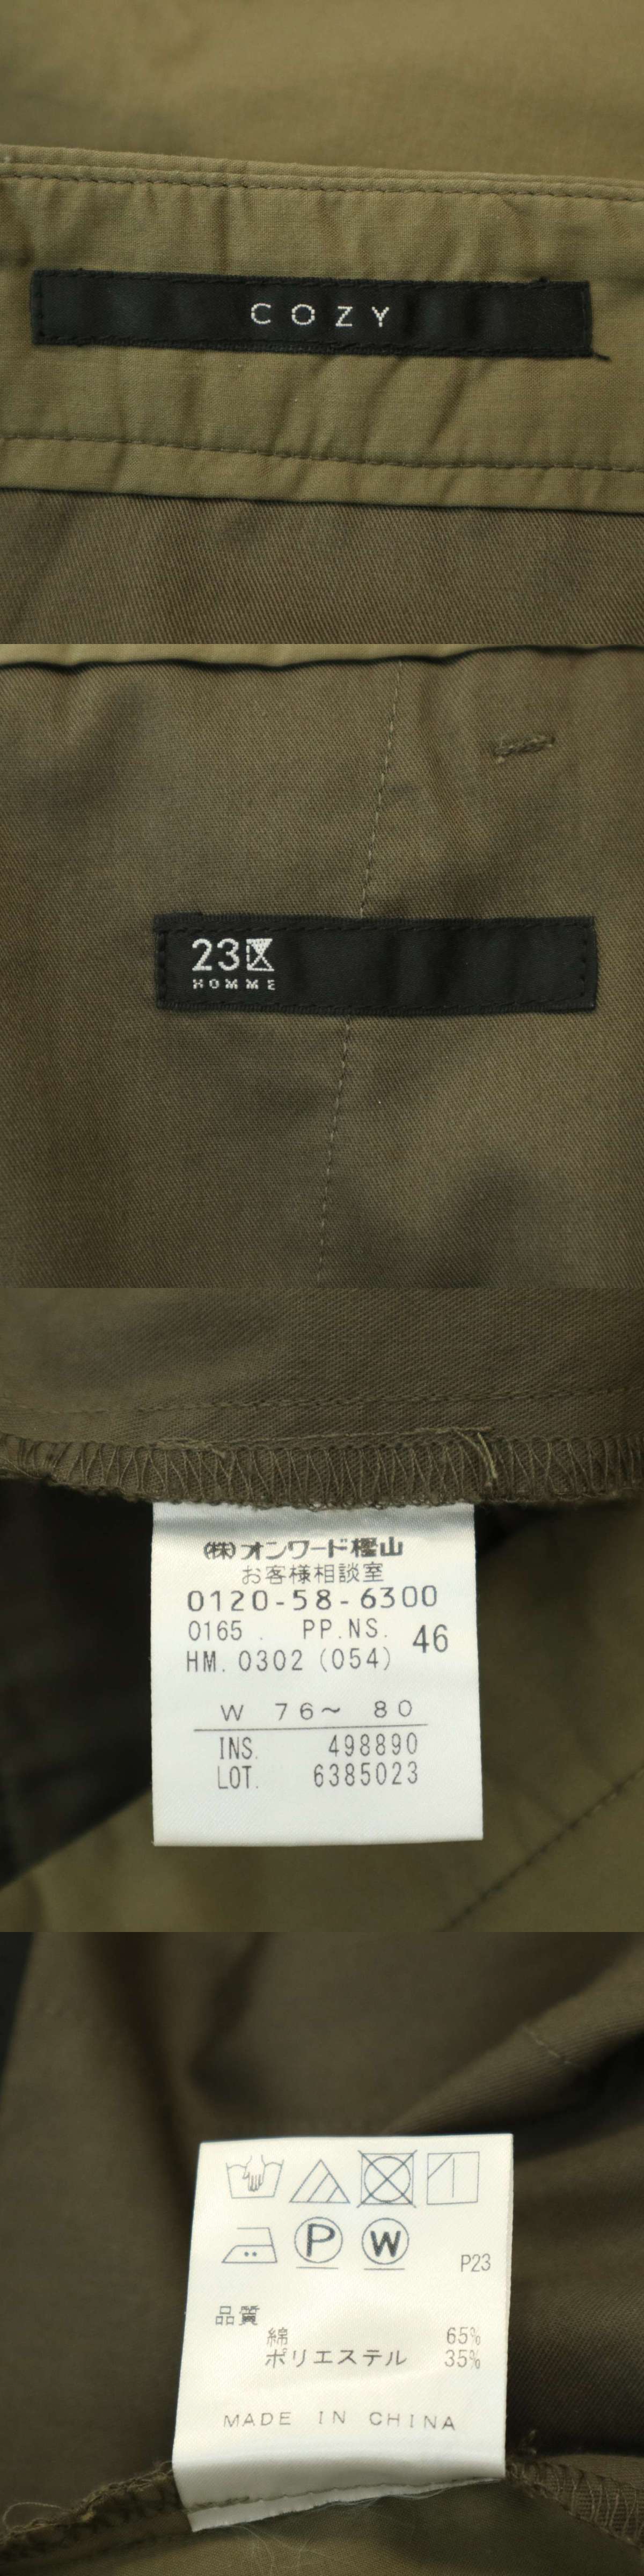 COZY
23区
HOMME
(株)オンワード樫山
お客様相談室
0120-58-6300
0165. PP.NS. 46
HM. 0302 (054)
W 76~ 80
INS. 498890
LOT. 6385023
P W
P23
品質
綿 65%
ポリエステル 35%
MADE IN CHINA